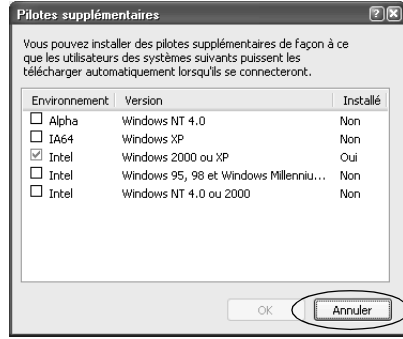 Pilotes supplémentaires
Vous pouvez installer des pilotes supplémentaires de façon à ce
que les utilisateurs des systèmes suivants puissent les
télécharger automatiquement lorsqu'ils se connecteront.
Environnement Version Installé
Alpha Windows NT 4.0 Non
IA64 Windows XP Non
Intel Windows 2000 ou XP Oui
Intel Windows 95, 98 et Windows Millenniu... Non
Intel Windows NT 4.0 ou 2000 Non
OK Annuler